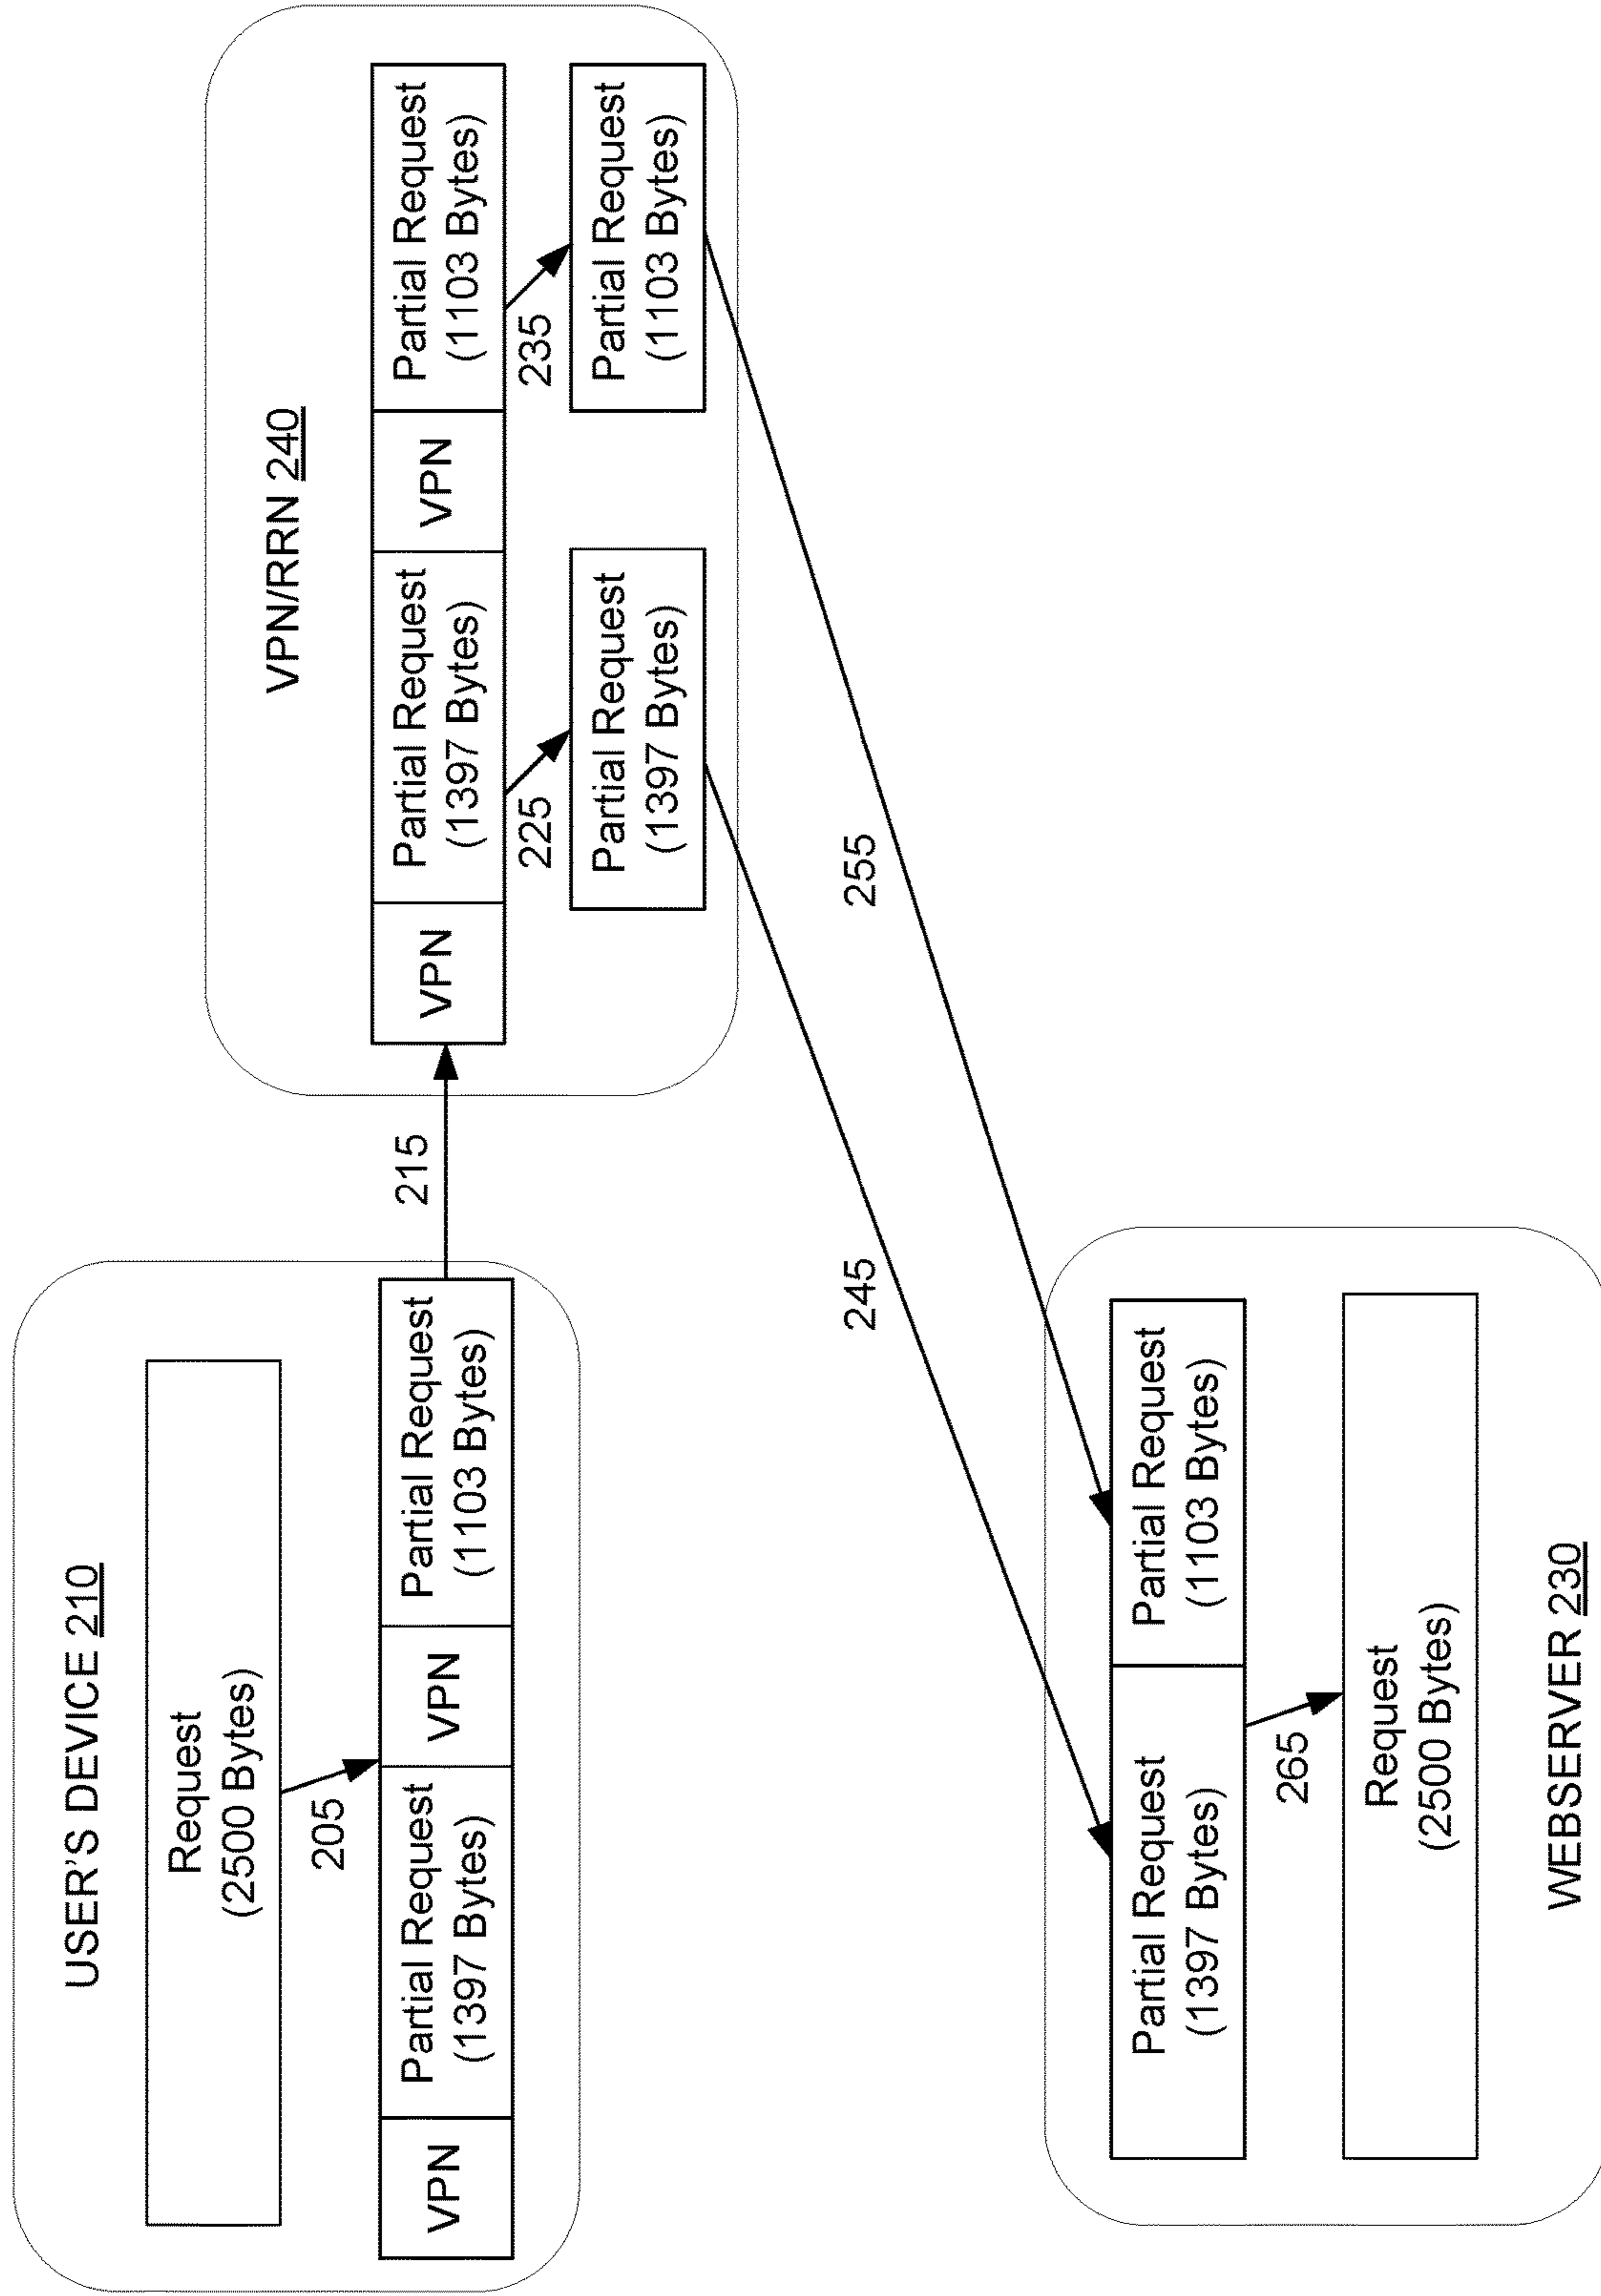 USER'S DEVICE 210
Request
(2500 Bytes)
205
VPN
Partial Request
(1397 Bytes)
VPN
Partial Request
(1103 Bytes)
215
VPN/RRN 240
VPN
Partial Request
(1397 Bytes)
VPN
Partial Request
(1103 Bytes)
225
235
Partial Request
(1397 Bytes)
Partial Request
(1103 Bytes)
245
255
Partial Request
(1397 Bytes)
Partial Request
(1103 Bytes)
265
Request
(2500 Bytes)
WEBSERVER 230